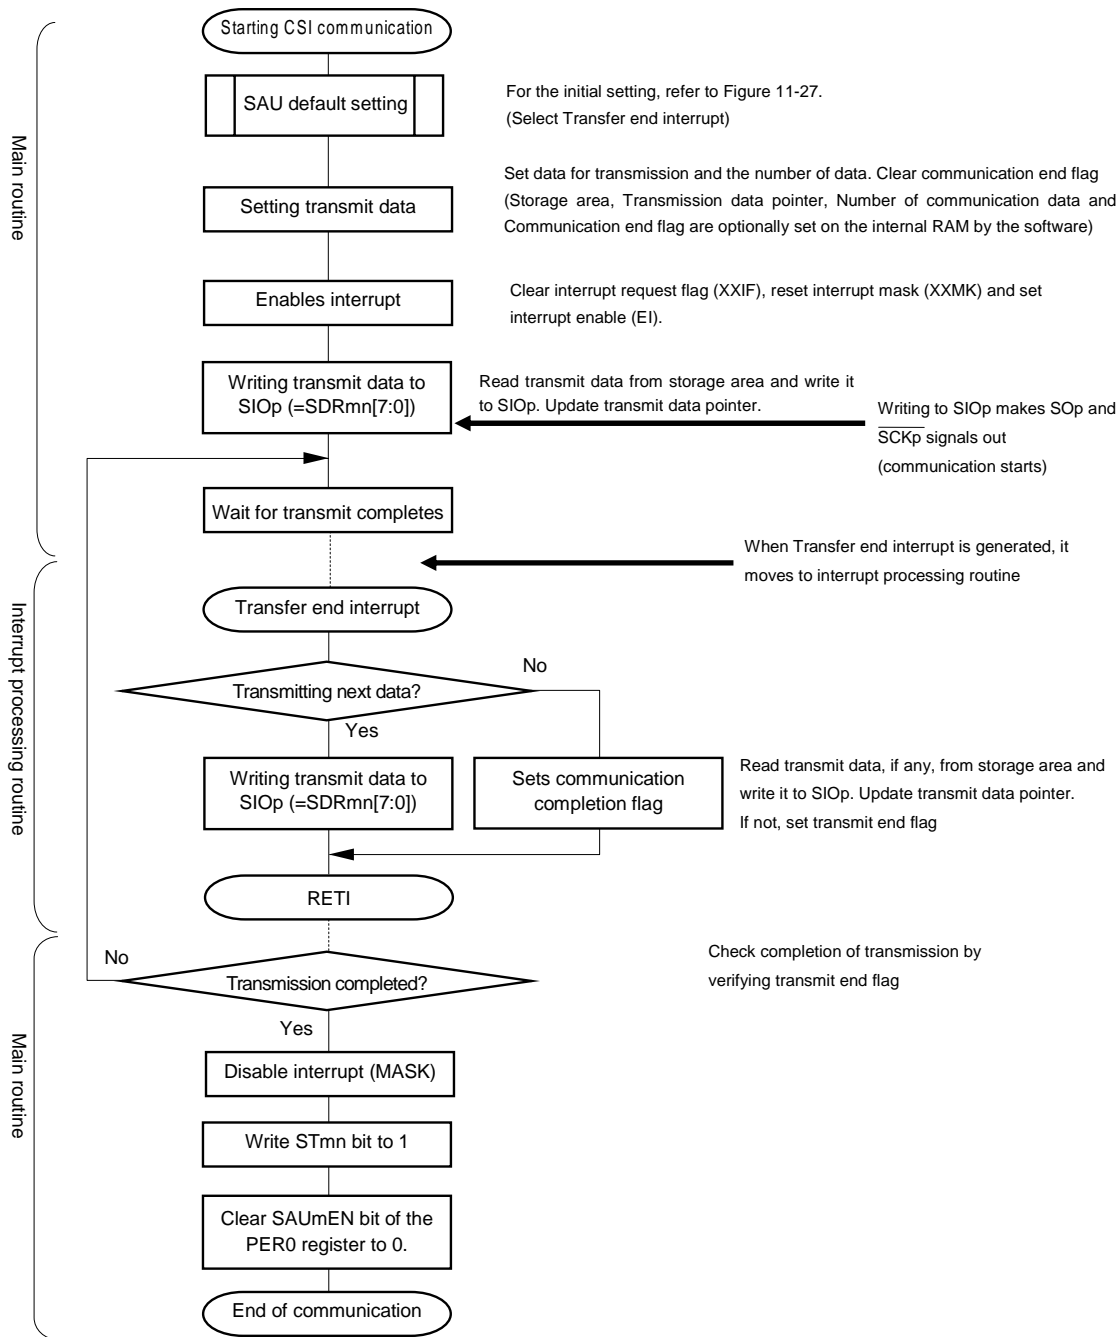 Starting CSI communication
SAU default setting
For the initial setting, refer to Figure 11-27.
(Select Transfer end interrupt)
Main routine
Setting transmit data
Set data for transmission and the number of data. Clear communication end flag
(Storage area, Transmission data pointer, Number of communication data and
Communication end flag are optionally set on the internal RAM by the software)
Enables interrupt
Clear interrupt request flag (XXIF), reset interrupt mask (XXMK) and set
interrupt enable (EI).
Writing transmit data to
SIOp (=SDRmn[7:0])
Read transmit data from storage area and write it
to SIOp. Update transmit data pointer.
Writing to SIOp makes SOp and
SCKp signals out
(communication starts)
Wait for transmit completes
When Transfer end interrupt is generated, it
moves to interrupt processing routine
Interrupt processing routine
Transfer end interrupt
No
Transmitting next data?
Yes
Writing transmit data to
SIOp (=SDRmn[7:0])
Sets communication
completion flag
Read transmit data, if any, from storage area and
write it to SIOp. Update transmit data pointer.
If not, set transmit end flag
RETI
No
Transmission completed?
Check completion of transmission by
verifying transmit end flag
Yes
Main routine
Disable interrupt (MASK)
Write STmn bit to 1
Clear SAUmEN bit of the
PER0 register to 0.
End of communication